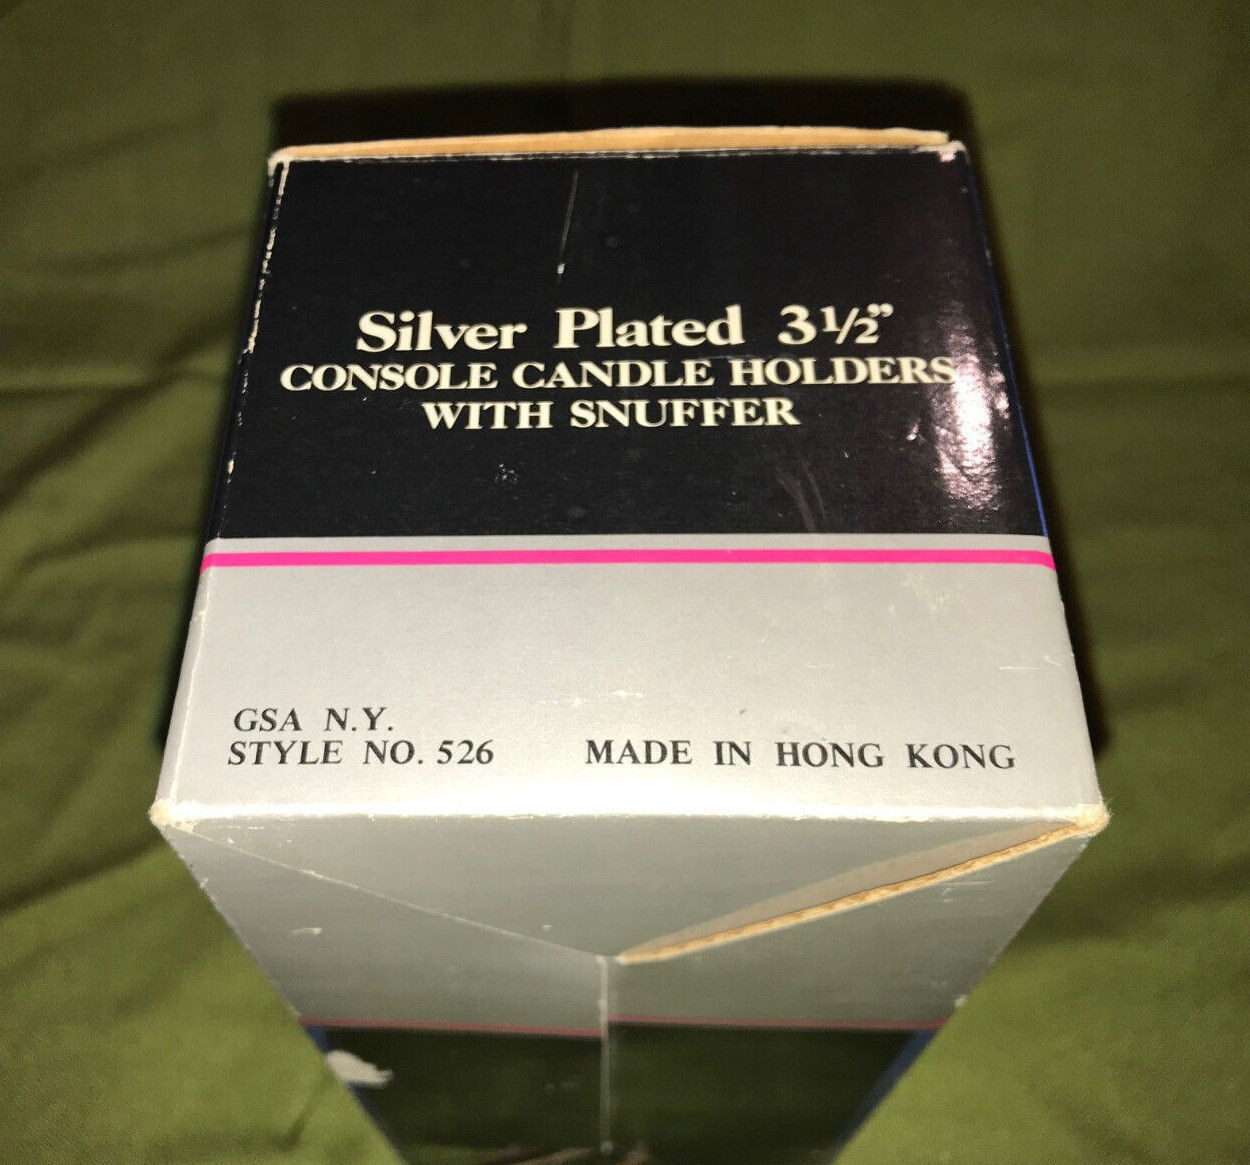 Silver Plated 3½”
CONSOLE CANDLE HOLDERS
WITH SNUFFER
GSA N.Y.
STYLE NO. 526
MADE IN HONG KONG